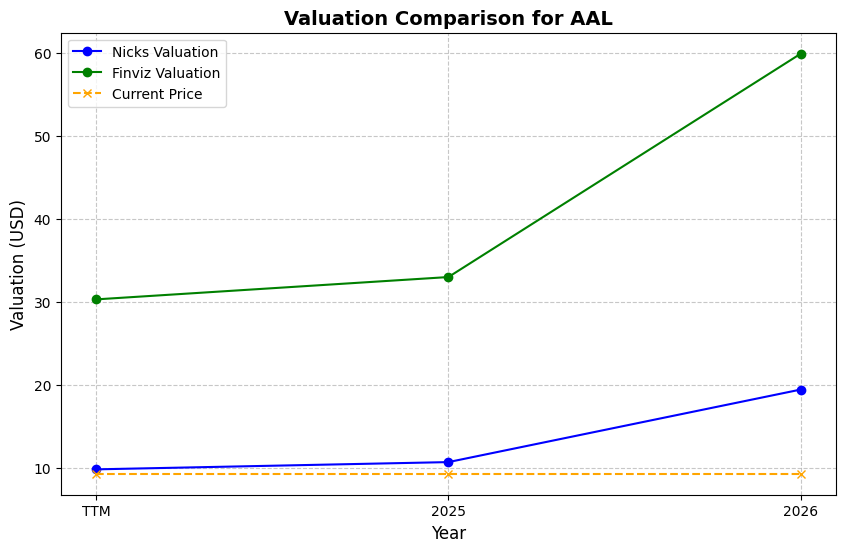 Valuation Comparison for AAL
Nicks Valuation
Finviz Valuation
Current Price
Valuation (USD)
60
50
40
30
20
10
TTM
2025
2026
Year